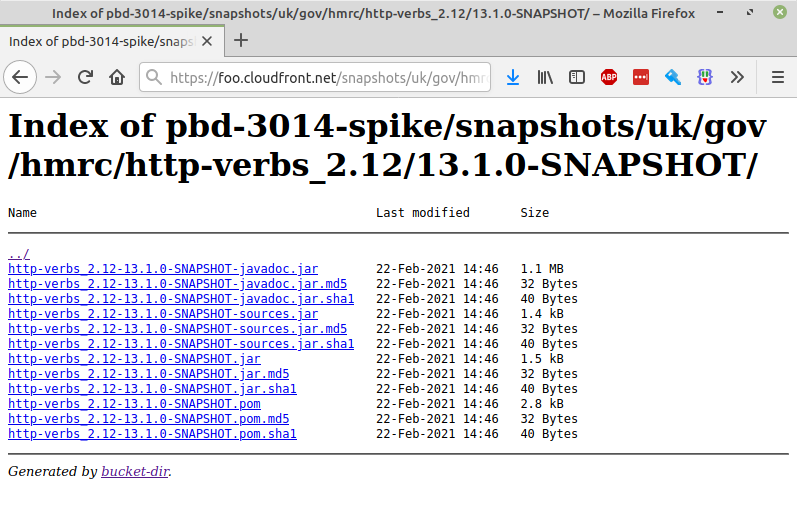 Index of pbd-3014-spike/snapshots/uk/gov/hmrc/http-verbs_2.12/13.1.0-SNAPSHOT/ – Mozilla Firefox
Index of pbd-3014-spike/snaps
https://foo.cloudfront.net/snapshots/uk/gov/hmr
ABP
Index of pbd-3014-spike/snapshots/uk/gov
/hmrc/http-verbs_2.12/13.1.0-SNAPSHOT/
Name Last modified Size
../
http-verbs_2.12-13.1.0-SNAPSHOT-javadoc.jar 22-Feb-2021 14:46 1.1 MB
http-verbs_2.12-13.1.0-SNAPSHOT-javadoc.jar.md5 22-Feb-2021 14:46 32 Bytes
http-verbs_2.12-13.1.0-SNAPSHOT-javadoc.jar.sha1 22-Feb-2021 14:46 40 Bytes
http-verbs_2.12-13.1.0-SNAPSHOT-sources.jar 22-Feb-2021 14:46 1.4 kB
http-verbs_2.12-13.1.0-SNAPSHOT-sources.jar.md5 22-Feb-2021 14:46 32 Bytes
http-verbs_2.12-13.1.0-SNAPSHOT-sources.jar.sha1 22-Feb-2021 14:46 40 Bytes
http-verbs_2.12-13.1.0-SNAPSHOT.jar 22-Feb-2021 14:46 1.5 kB
http-verbs_2.12-13.1.0-SNAPSHOT.jar.md5 22-Feb-2021 14:46 32 Bytes
http-verbs_2.12-13.1.0-SNAPSHOT.jar.sha1 22-Feb-2021 14:46 40 Bytes
http-verbs_2.12-13.1.0-SNAPSHOT.pom 22-Feb-2021 14:46 2.8 kB
http-verbs_2.12-13.1.0-SNAPSHOT.pom.md5 22-Feb-2021 14:46 32 Bytes
http-verbs_2.12-13.1.0-SNAPSHOT.pom.sha1 22-Feb-2021 14:46 40 Bytes
Generated by bucket-dir.